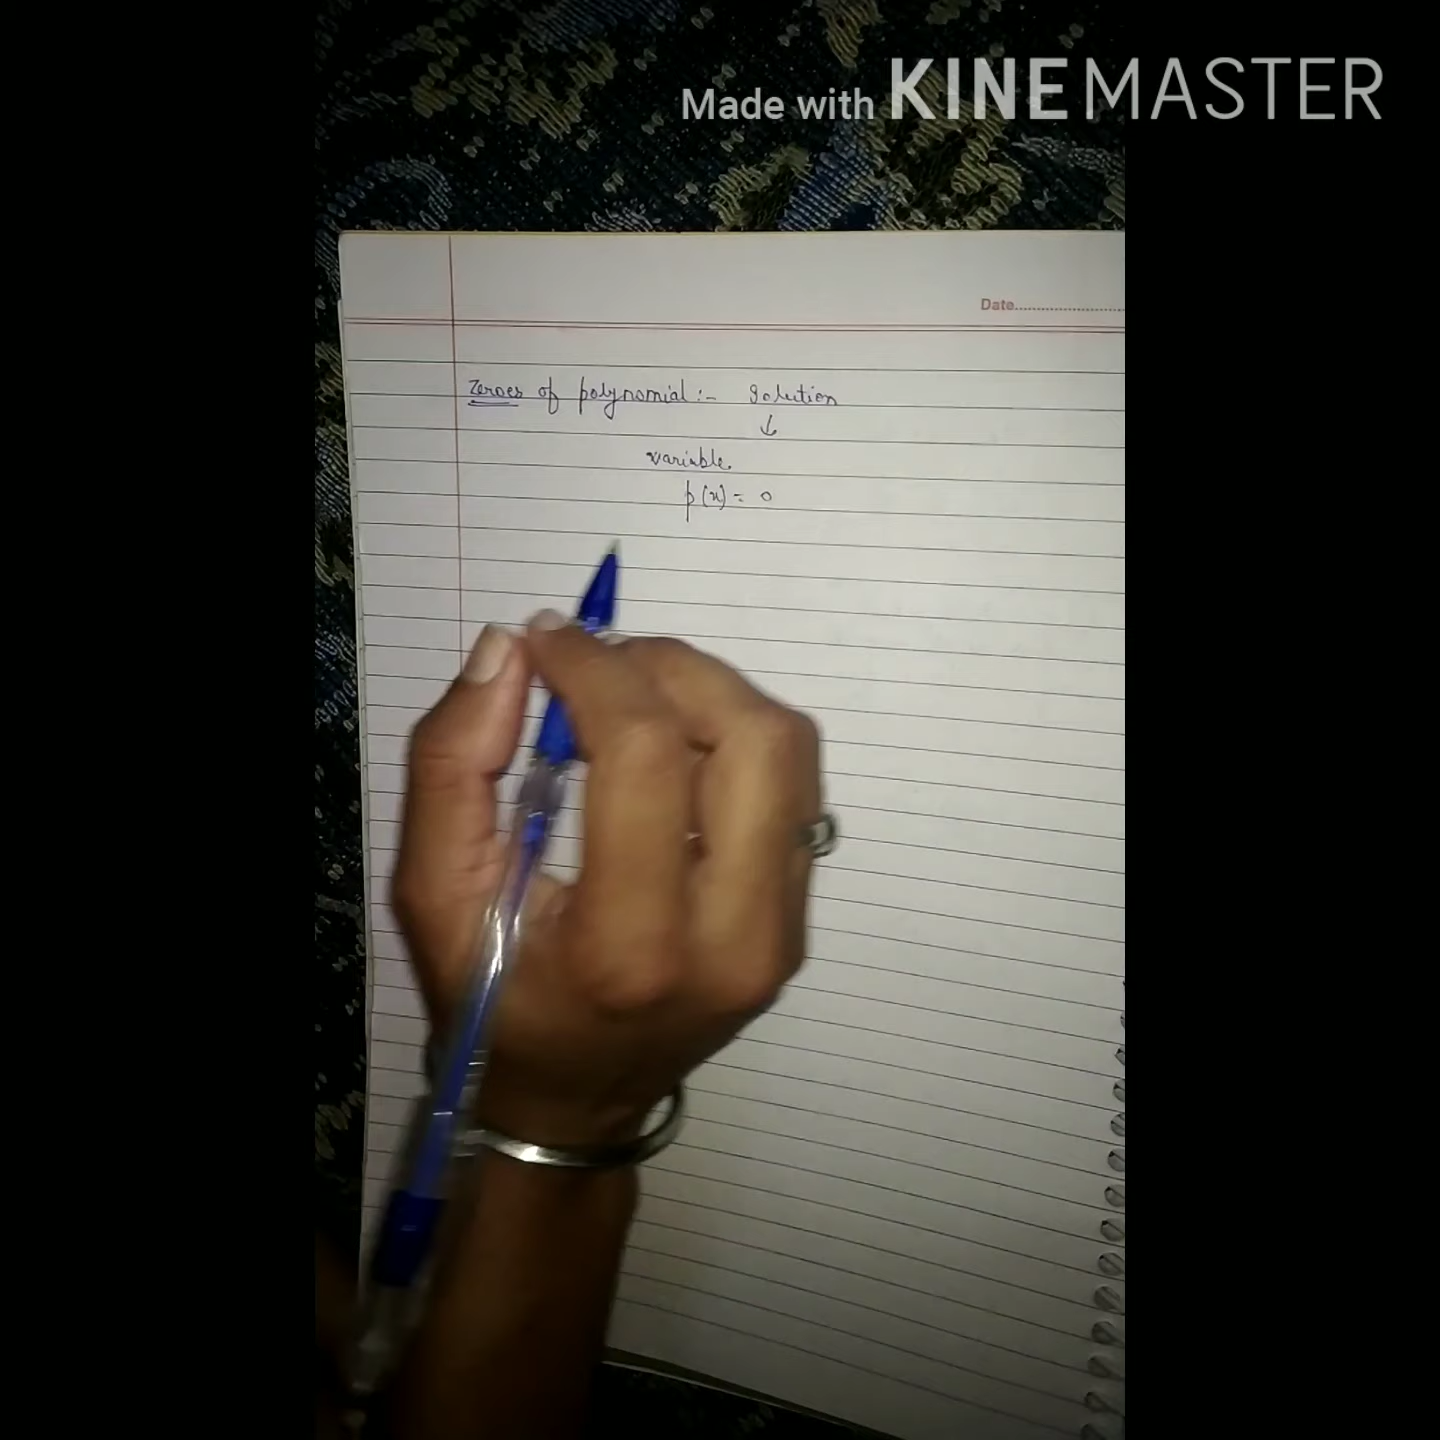 Made with KINEMASTER
Date........................
Zeroes of polynomial :- Solution
↓
variable
p(x) = 0